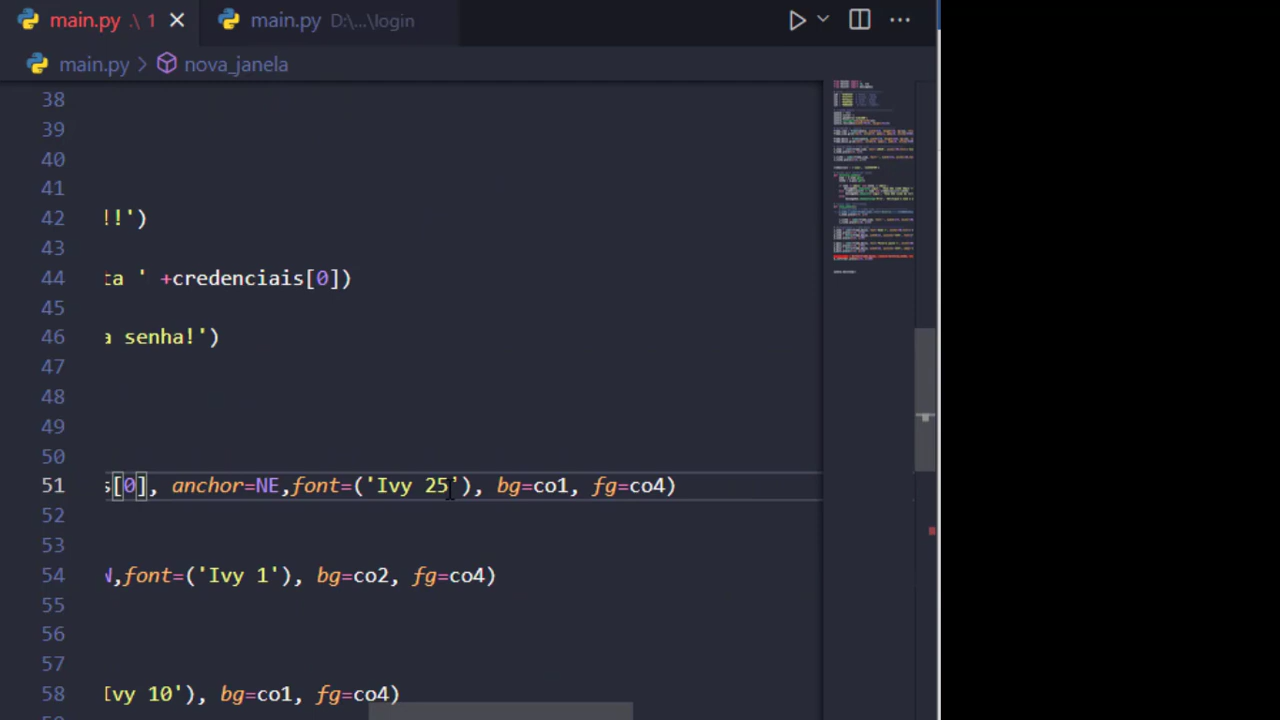 main.py .\ 1
main.py D:\...\login
main.py > nova_janela
38
39
40
41
42 !!')
43
44 ta ' +credenciais[0])
45
46 a senha!')
47
48
49
50
51 s[0], anchor=NE,font=('Ivy 25'), bg=co1, fg=co4)
52
53
54 N,font=('Ivy 1'), bg=co2, fg=co4)
55
56
57
58 Ivy 10'), bg=co1, fg=co4)